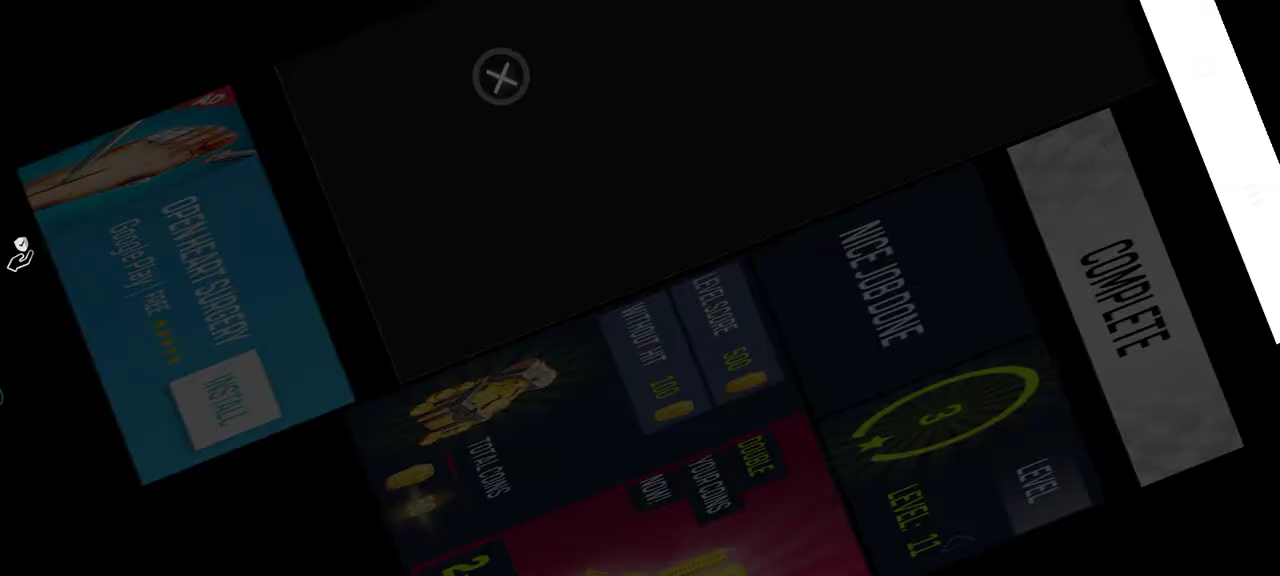 COMPLETE
NICE JOB DONE
LEVEL
3
LEVEL: 11
LEVEL SCORE 500
WITHOUT HIT 100
DOUBLE
YOUR COINS
NOW!
TOTAL COINS
AD
OPEN HEART SURGERY
Google Play | FREE
INSTALL